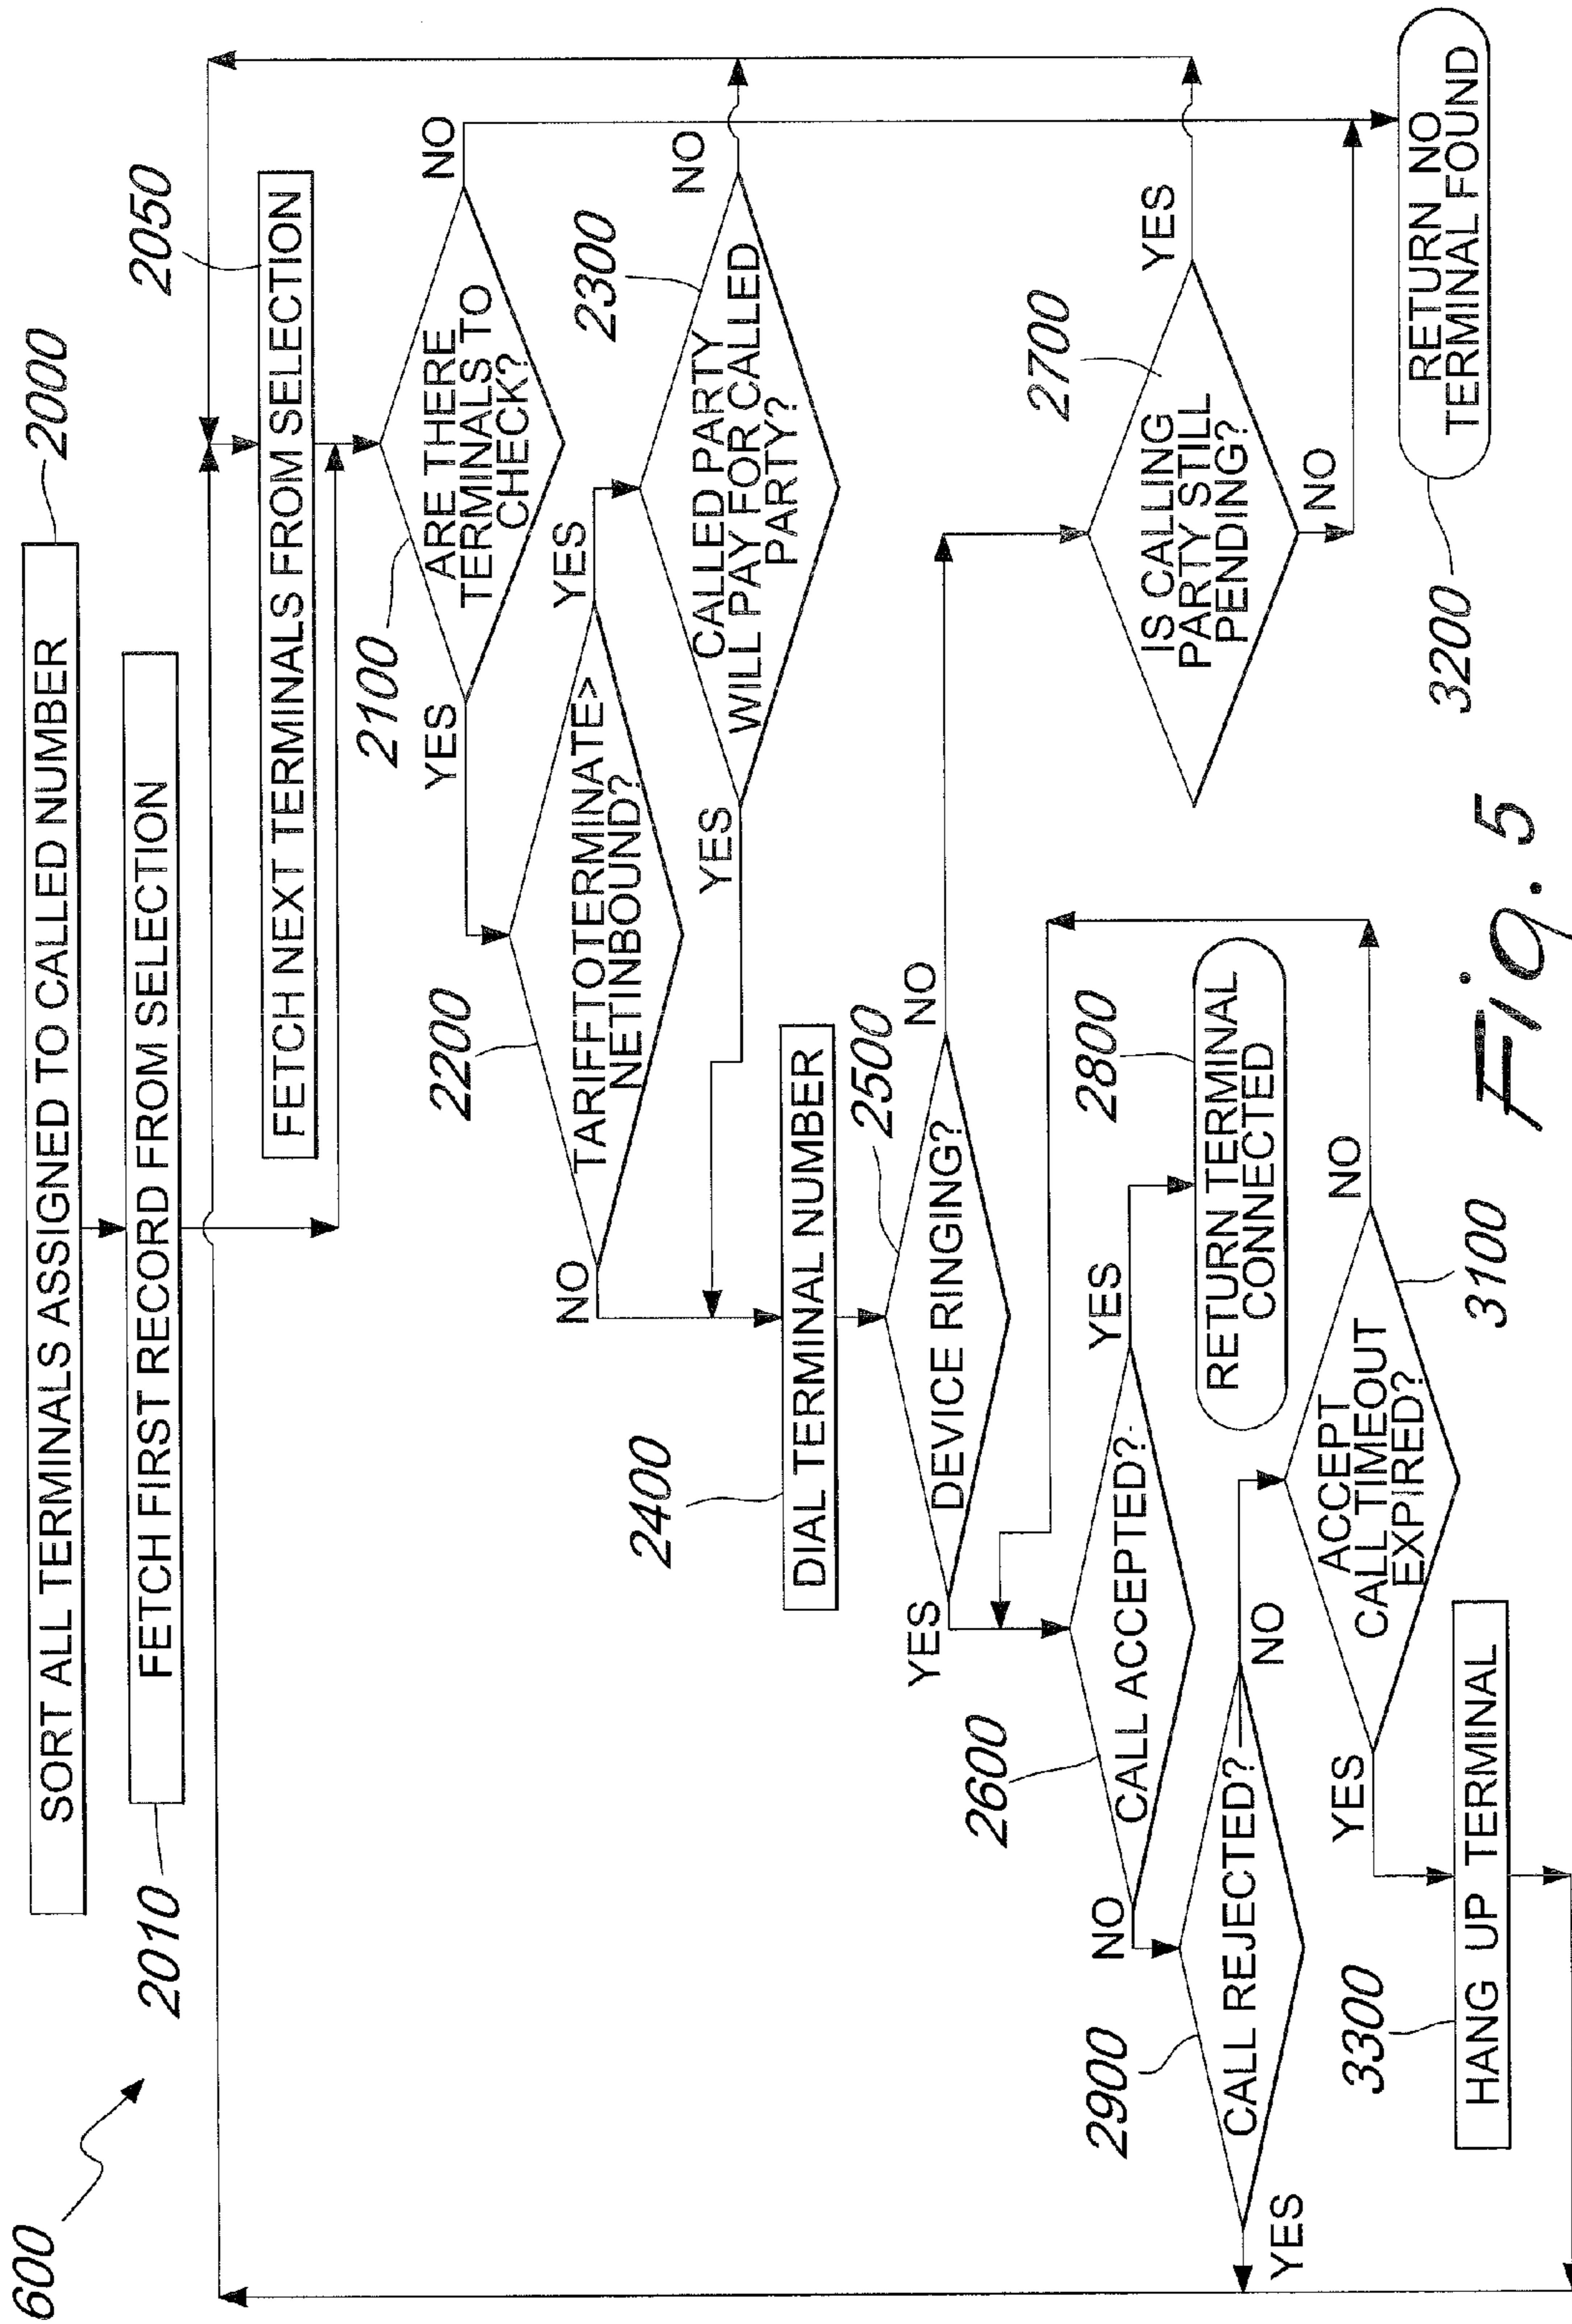 600
SORT ALL TERMINALS ASSIGNED TO CALLED NUMBER
2000
2010
FETCH FIRST RECORD FROM SELECTION
2050
FETCH NEXT TERMINALS FROM SELECTION
2100
ARE THERE
TERMINALS TO
CHECK?
YES
NO
2200
TARIFFTOTERMINATE>
NETINBOUND?
NO
YES
2300
CALLED PARTY
WILL PAY FOR CALLED
PARTY?
YES
NO
2400
DIAL TERMINAL NUMBER
2500
DEVICE RINGING?
YES
NO
2600
CALL ACCEPTED?
NO
YES
2700
IS CALLING
PARTY STILL
PENDING?
YES
NO
2800
RETURN TERMINAL
CONNECTED
2900
CALL REJECTED?
YES
NO
ACCEPT
CALL TIMEOUT
EXPIRED?
3100
YES
NO
3200
RETURN NO
TERMINAL FOUND
3300
HANG UP TERMINAL
Fig. 5